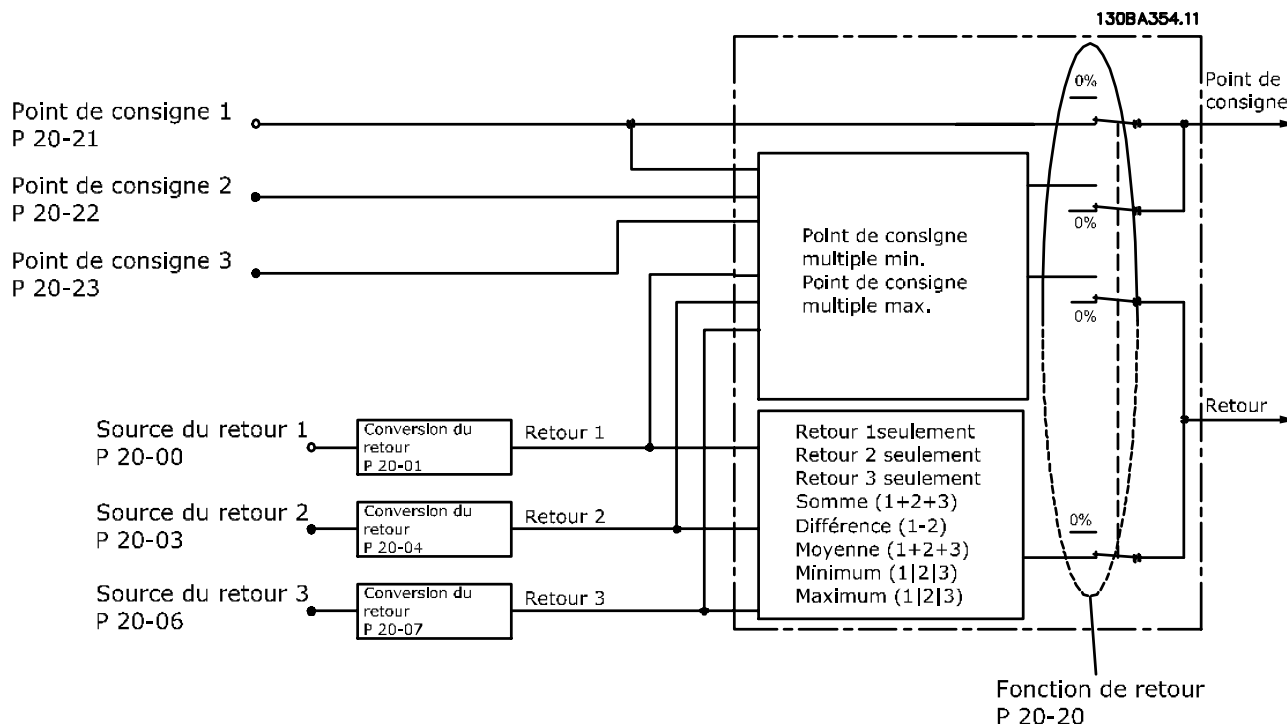 130BA354.11
Point de consigne 1
P 20-21
Point de consigne 2
P 20-22
Point de consigne 3
P 20-23
0%
Point de
consigne
0%
0%
Point de consigne
multiple min.
Point de consigne
multiple max.
Retour
Source du retour 1
P 20-00
Conversion du
retour
P 20-01
Retour 1
Source du retour 2
P 20-03
Conversion du
retour
P 20-04
Retour 2
Source du retour 3
P 20-06
Conversion du
retour
P 20-07
Retour 3
Retour 1seulement
Retour 2 seulement
Retour 3 seulement
Somme (1+2+3)
Différence (1-2)
Moyenne (1+2+3)
Minimum (1|2|3)
Maximum (1|2|3)
0%
Fonction de retour
P 20-20